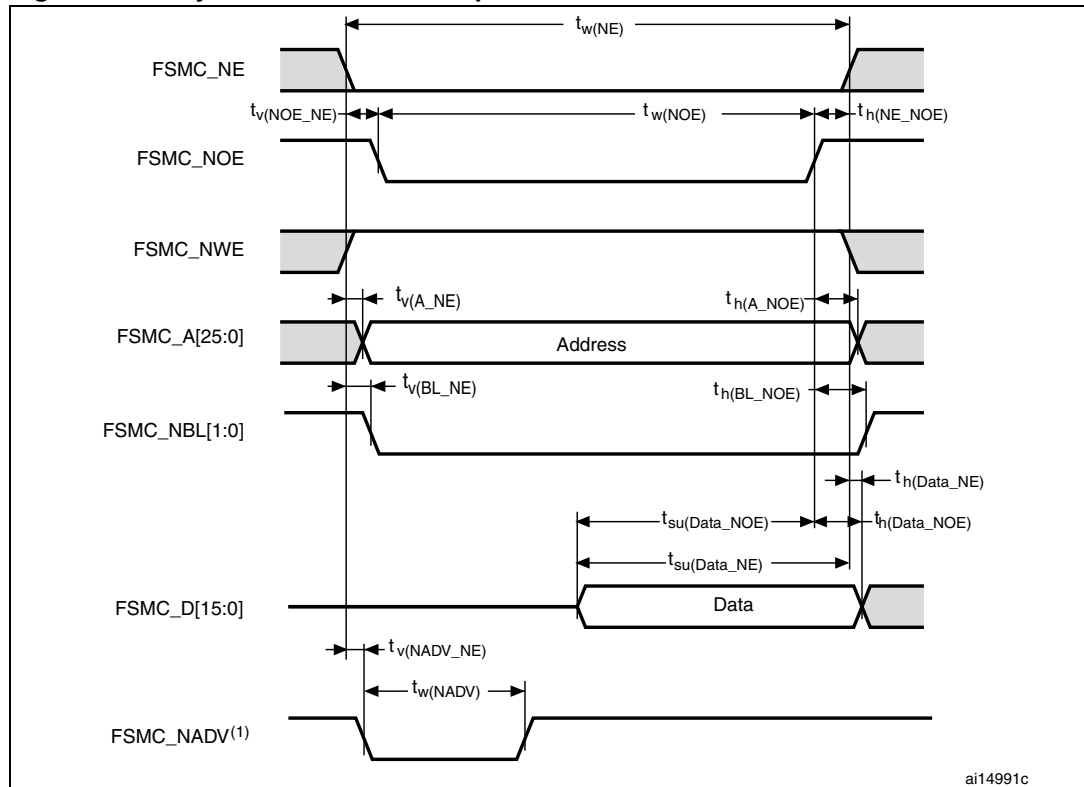 tw(NE)
FSMC_NE
tv(NOE_NE)
tw(NOE)
th(NE_NOE)
FSMC_NOE
FSMC_NWE
tv(A_NE)
th(A_NOE)
FSMC_A[25:0]
Address
tv(BL_NE)
th(BL_NOE)
FSMC_NBL[1:0]
th(Data_NE)
tsu(Data_NOE)
th(Data_NOE)
tsu(Data_NE)
FSMC_D[15:0]
Data
tv(NADV_NE)
tw(NADV)
FSMC_NADV(1)
ai14991c